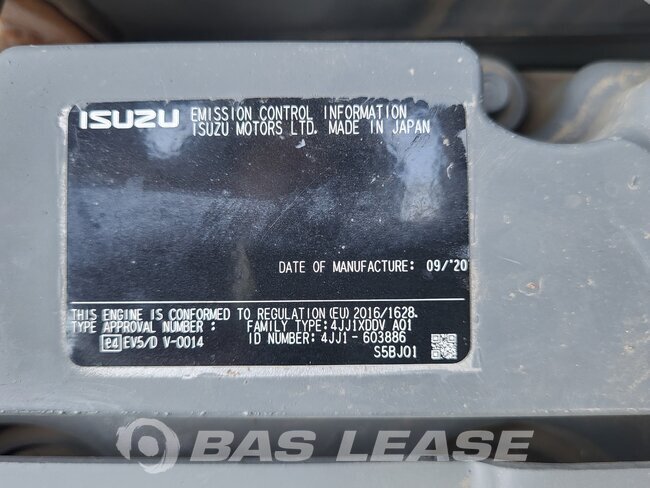 ISUZU EMISSION CONTROL INFORMATION
ISUZU MOTORS LTD. MADE IN JAPAN
DATE OF MANUFACTURE: 09/'20
THIS ENGINE IS CONFORMED TO REGULATION (EU) 2016/1628.
TYPE APPROVAL NUMBER : FAMILY TYPE: 4JJ1XDDV A01
e4 EV5/D V-0014 ID NUMBER: 4JJ1 - 603886
S5BJ01
BAS LEASE